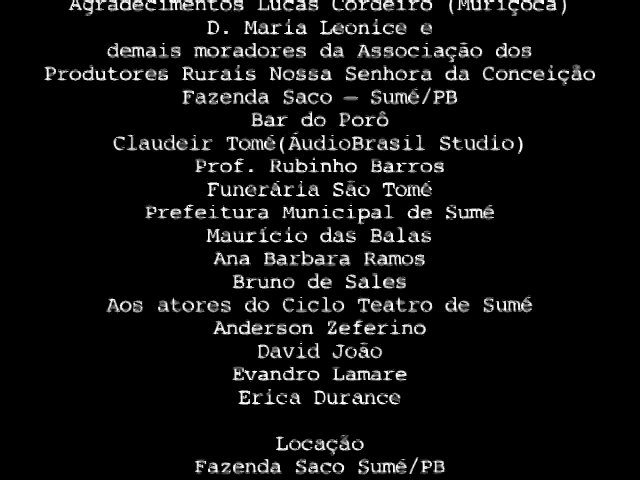 Agradecimentos Lucas Cordeiro (Muriçoca)
D. Maria Leonice e
demais moradores da Associação dos
Produtores Rurais Nossa Senhora da Conceição
Fazenda Saco – Sumé/PB
Bar do Porô
Claudeir Tomé(ÁudioBrasil Studio)
Prof. Rubinho Barros
Funerária São Tomé
Prefeitura Municipal de Sumé
Maurício das Balas
Ana Barbara Ramos
Bruno de Sales
Aos atores do Ciclo Teatro de Sumé
Anderson Zeferino
David João
Evandro Lamare
Erica Durance
Locação
Fazenda Saco Sumé/PB